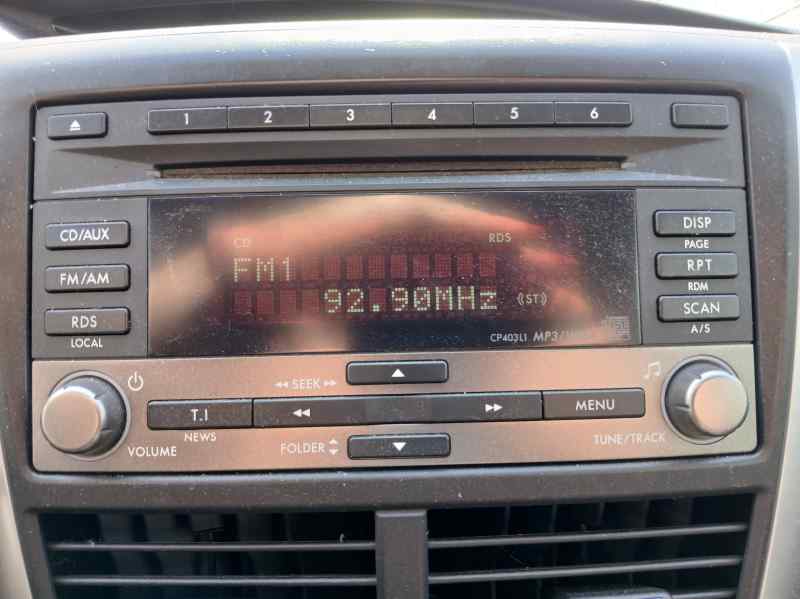 1 2 3 4 5 6
CD/AUX
FM/AM
RDS
LOCAL
CD RDS
FM1
92.90MHz ((ST))
CP403L1 MP3/
DISP
PAGE
RPT
RDM
SCAN
A/S
SEEK
T.I
NEWS
MENU
VOLUME
FOLDER
TUNE/TRACK